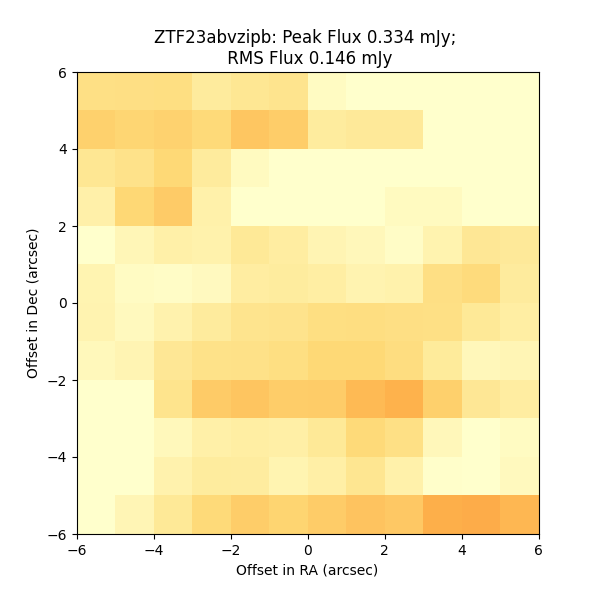 ZTF23abvzipb: Peak Flux 0.334 mJy;
RMS Flux 0.146 mJy
6
4
2
0
−2
−4
−6
Offset in Dec (arcsec)
−6 −4 −2 0 2 4 6
Offset in RA (arcsec)